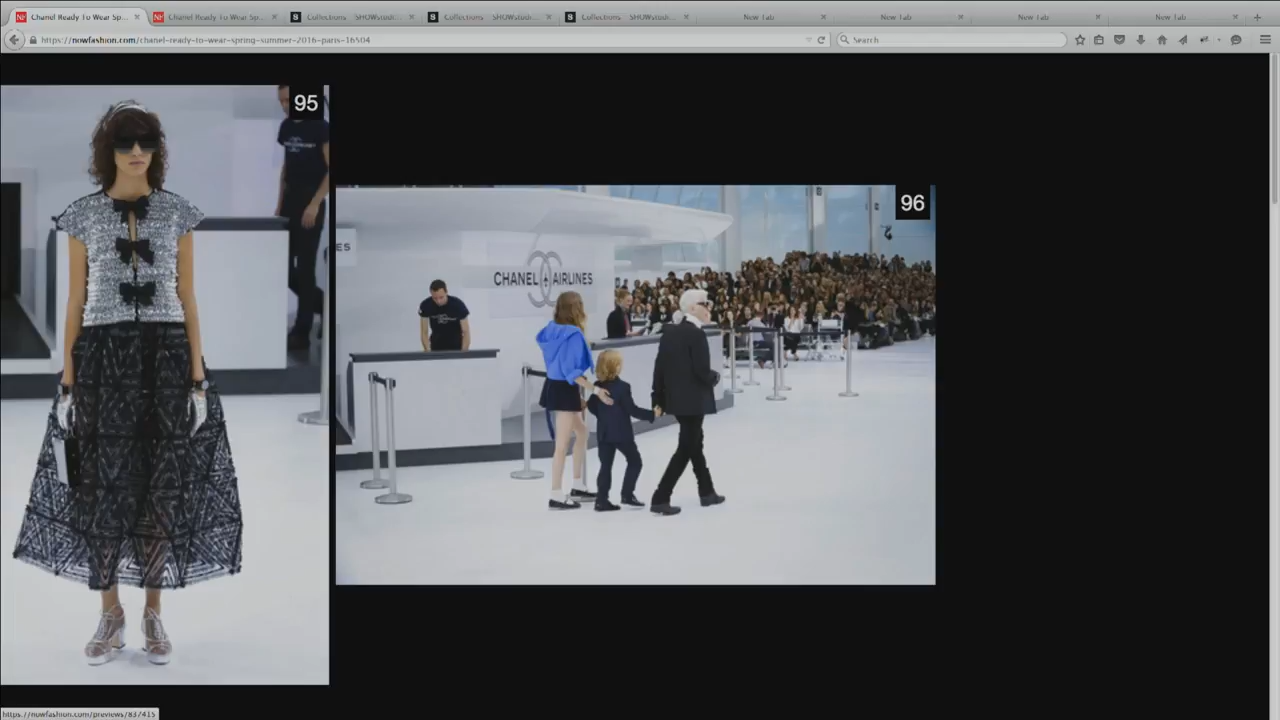 Chanel Ready To Wear Sp...
Chanel Ready To Wear Sp...
Collections
SHOWstudi...
Collections
SHOWstudi...
Collections
SHOWstudi...
New Tab
New Tab
New Tab
New Tab
https://nowfashion.com/chanel-ready-to-wear-spring-summer-2016-paris-16504
Search
95
96
ES
CHANEL AIRLINES
https://nowfashion.com/previews/837415